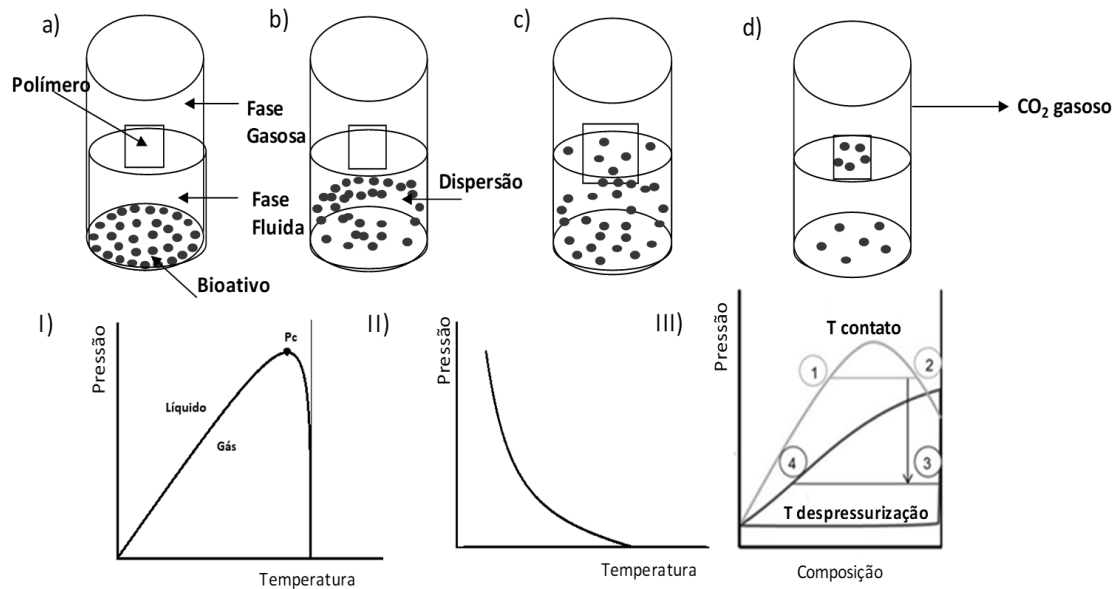 a)
b)
c)
d)
Polímero
Fase
Gasosa
CO₂ gasoso
Dispersão
Fase
Fluida
Bioativo
I)
II)
III)
Pressão
Pc
Líquido
Gás
Temperatura
Pressão
Temperatura
Pressão
T contato
1
2
4
3
T despressurização
Composição